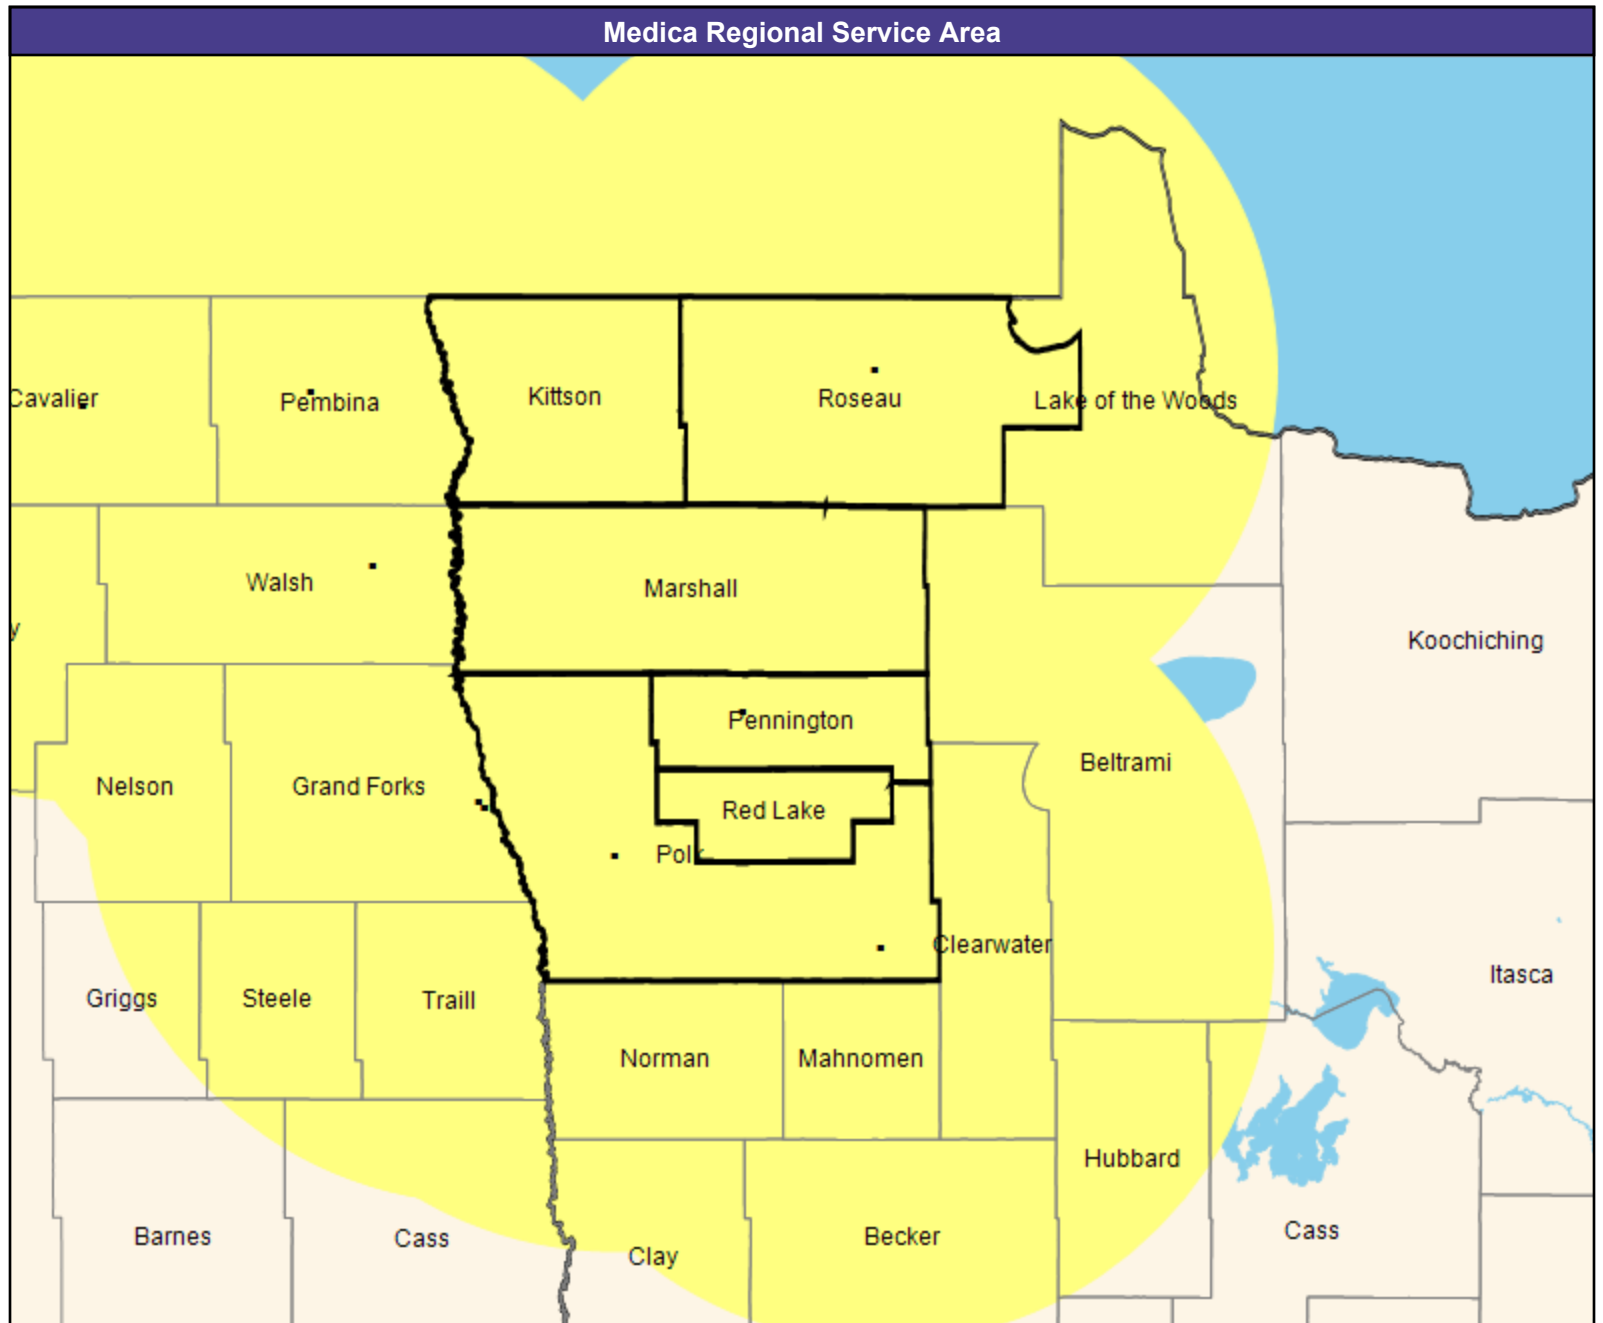 Medica Regional Service Area
Cavalier
Pembina
Kittson
Roseau
Lake of the Woods
Walsh
Marshall
y
Koochiching
Pennington
Beltrami
Nelson
Grand Forks
Red Lake
Polk
Clearwater
Itasca
Griggs
Steele
Traill
Norman
Mahnomen
Hubbard
Barnes
Cass
Clay
Becker
Cass